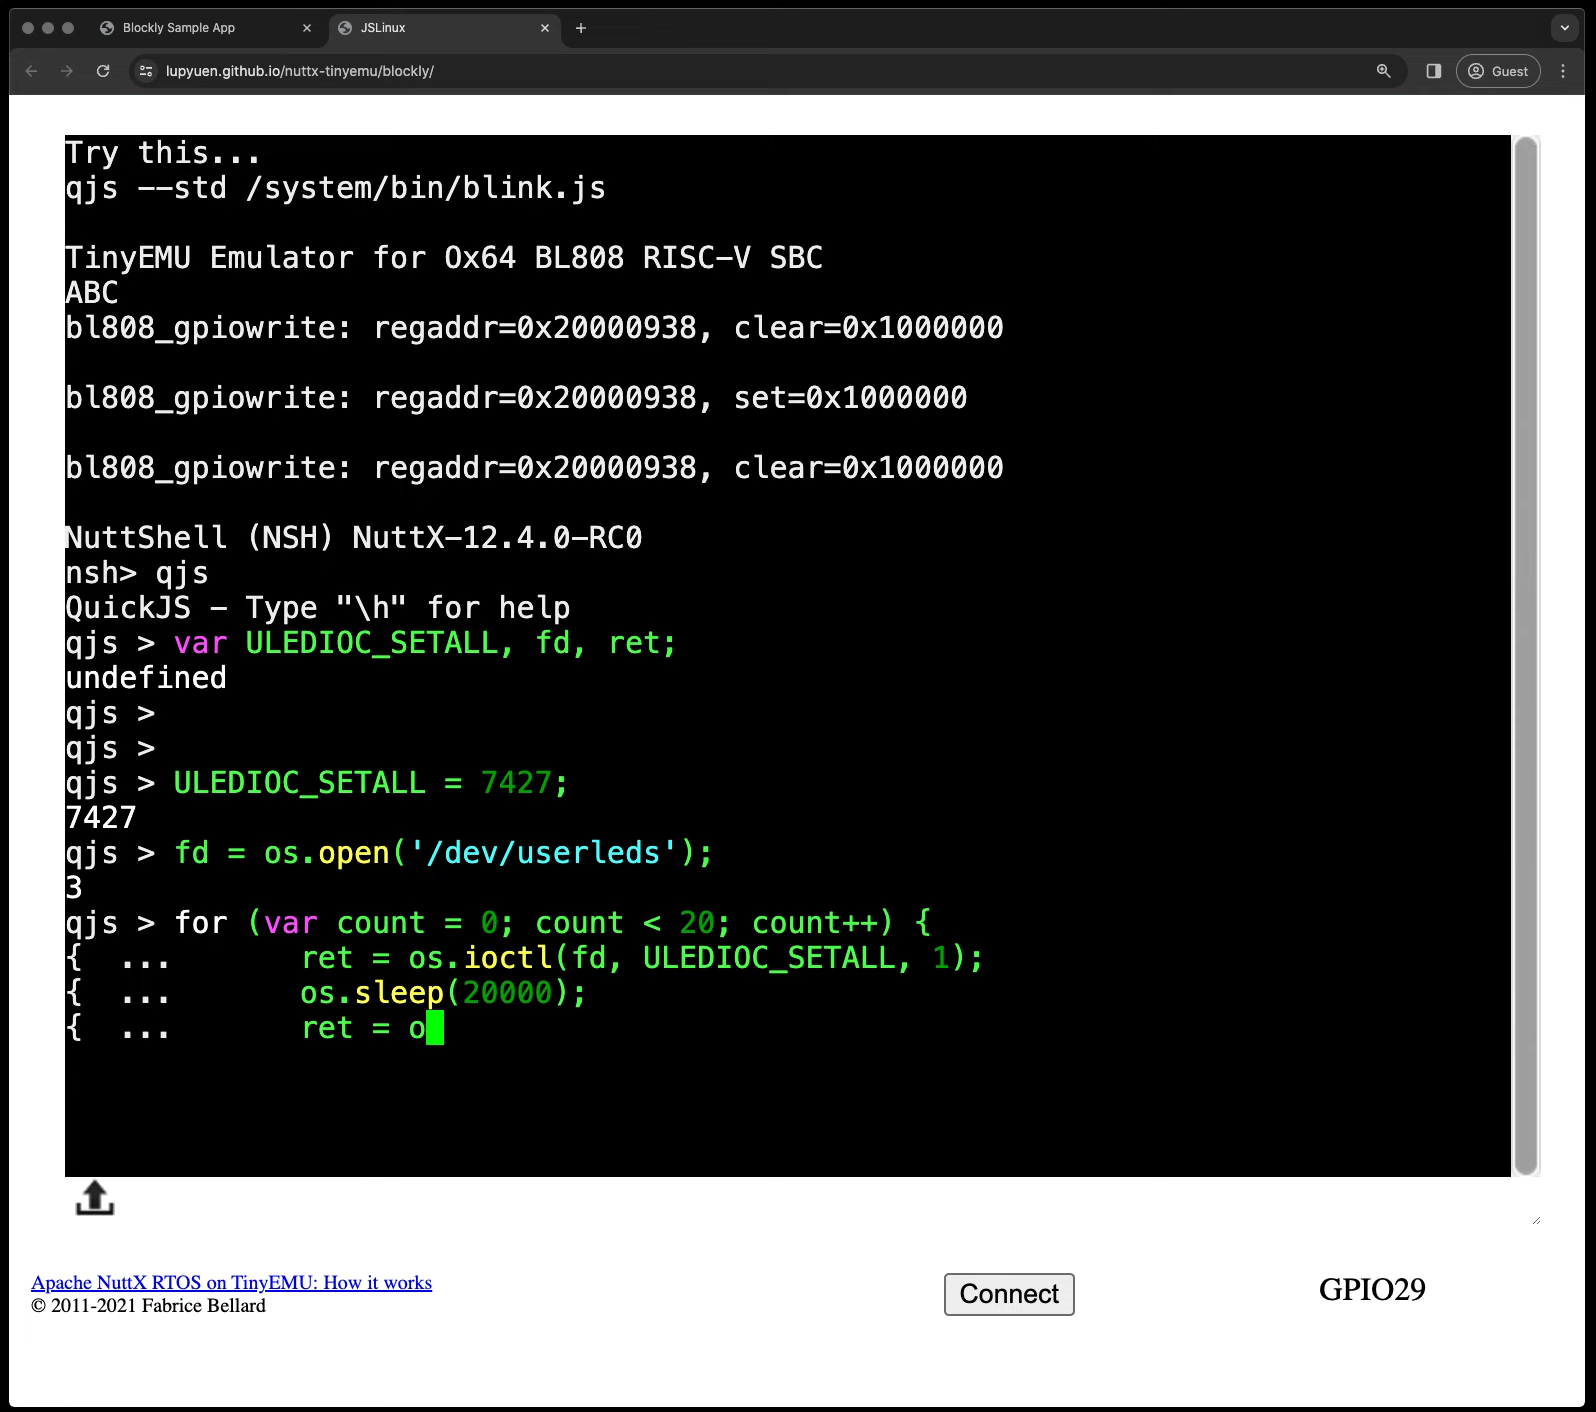 Blockly Sample App
JSLinux
lupyuen.github.io/nuttx-tinyemu/blockly/
Guest
Try this...
qjs --std /system/bin/blink.js
TinyEMU Emulator for Ox64 BL808 RISC-V SBC
ABC
bl808_gpiowrite: regaddr=0x20000938, clear=0x1000000
bl808_gpiowrite: regaddr=0x20000938, set=0x1000000
bl808_gpiowrite: regaddr=0x20000938, clear=0x1000000
NuttShell (NSH) NuttX-12.4.0-RC0
nsh> qjs
QuickJS - Type "\h" for help
qjs > var ULEDIOC_SETALL, fd, ret;
undefined
qjs >
qjs >
qjs > ULEDIOC_SETALL = 7427;
7427
qjs > fd = os.open('/dev/userleds');
3
qjs > for (var count = 0; count < 20; count++) {
{  ...       ret = os.ioctl(fd, ULEDIOC_SETALL, 1);
{  ...       os.sleep(20000);
{  ...       ret = o
Apache NuttX RTOS on TinyEMU: How it works
© 2011-2021 Fabrice Bellard
Connect
GPIO29